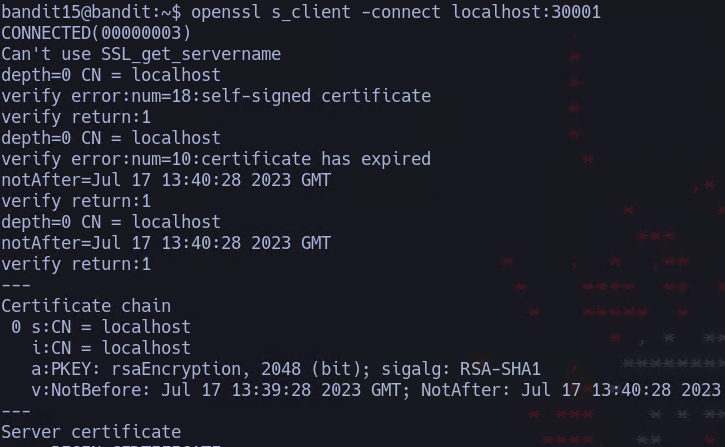 bandit15@bandit:~$ openssl s_client -connect localhost:30001
CONNECTED(00000003)
Can't use SSL_get_servername
depth=0 CN = localhost
verify error:num=18:self-signed certificate
verify return:1
depth=0 CN = localhost
verify error:num=10:certificate has expired
notAfter=Jul 17 13:40:28 2023 GMT
verify return:1
depth=0 CN = localhost
notAfter=Jul 17 13:40:28 2023 GMT
verify return:1
---
Certificate chain
 0 s:CN = localhost
   i:CN = localhost
   a:PKEY: rsaEncryption, 2048 (bit); sigalg: RSA-SHA1
   v:NotBefore: Jul 17 13:39:28 2023 GMT; NotAfter: Jul 17 13:40:28 2023
---
Server certificate